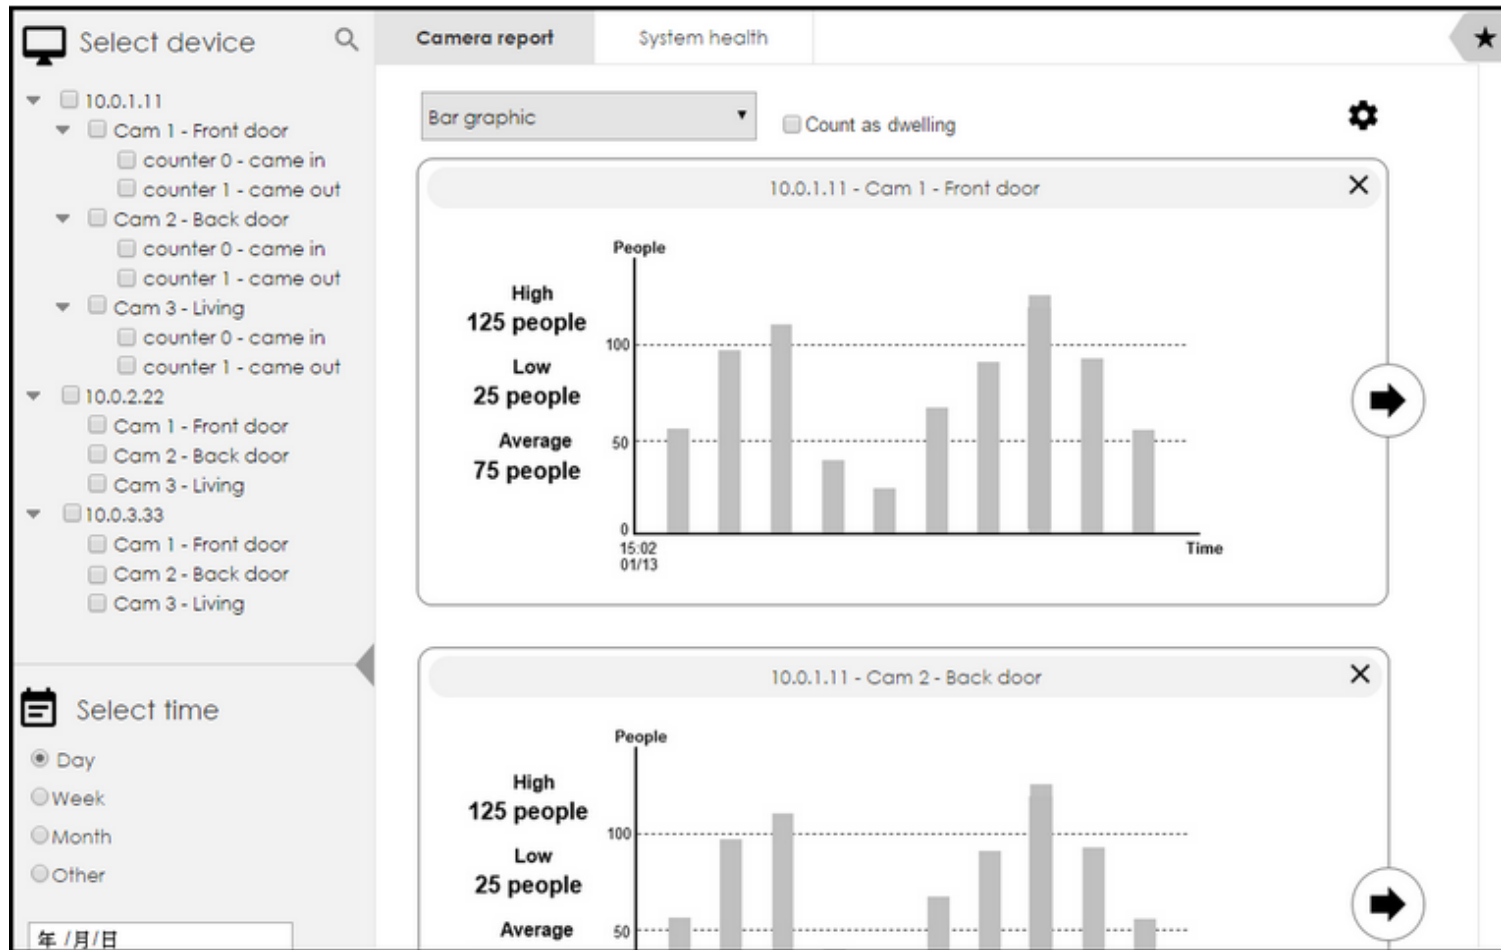 Select device
10.0.1.11
Cam 1 - Front door
counter 0 - came in
counter 1 - came out
Cam 2 - Back door
counter 0 - came in
counter 1 - came out
Cam 3 - Living
counter 0 - came in
counter 1 - came out
10.0.2.22
Cam 1 - Front door
Cam 2 - Back door
Cam 3 - Living
10.0.3.33
Cam 1 - Front door
Cam 2 - Back door
Cam 3 - Living
Select time
Day
Week
Month
Other
年 /月/日
Camera report
System health
Bar graphic
Count as dwelling
10.0.1.11 - Cam 1 - Front door
People
High
125 people
Low
25 people
Average
75 people
100
50
0
15:02
01/13
Time
10.0.1.11 - Cam 2 - Back door
People
High
125 people
Low
25 people
Average
100
50